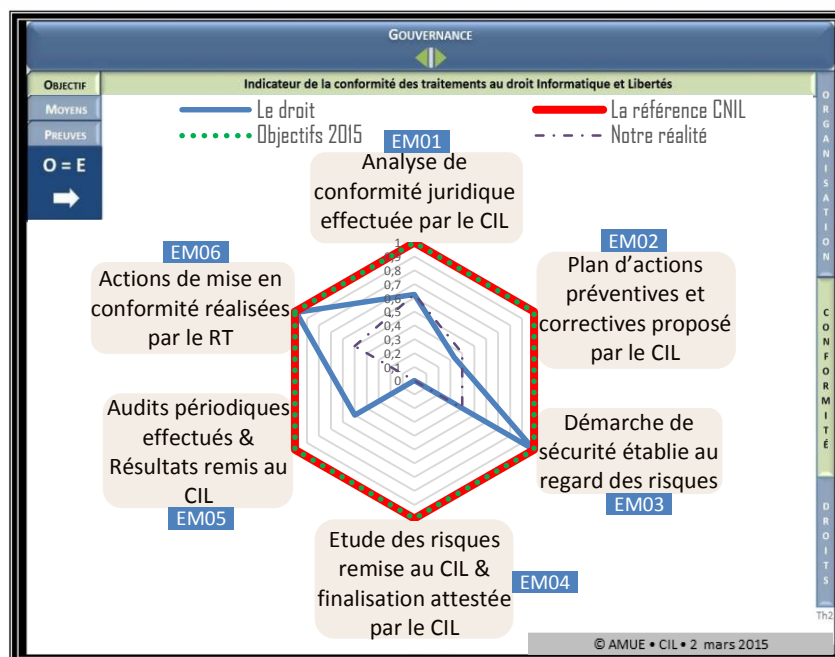 GOUVERNANCE
OBJECTIF
Indicateur de la conformité des traitements au droit Informatique et Libertés
MOYENS
PREUVES
O = E
Le droit
La référence CNIL
Objectifs 2015
Notre réalité
EM01
Analyse de
conformité juridique
effectuée par le CIL
EM02
Plan d'actions
préventives et
correctives proposé
par le CIL
EM06
Actions de mise en
conformité réalisées
par le RT
1
0,9
0,8
0,7
0,6
0,5
0,4
0,3
0,2
0,1
0
Audits périodiques
effectués &
Résultats remis au
CIL
EM05
Démarche de
sécurité établie au
regard des risques
EM03
Etude des risques
remise au CIL &
finalisation attestée
par le CIL
EM04
ORGANISATION
CONFORMITÉ
DROITS
Th2
© AMUE • CIL • 2 mars 2015